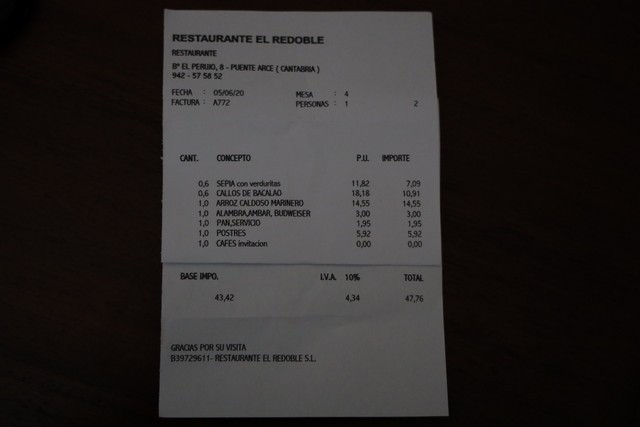 RESTAURANTE EL REDOBLE
RESTAURANTE
Bº EL PERUJO, 8 - PUENTE ARCE ( CANTABRIA )
942 - 57 58 52
FECHA : 05/06/20 MESA : 4
FACTURA : A772 PERSONAS : 1 2
CANT. CONCEPTO P.U. IMPORTE
0,6 SEPIA con verduritas 11,82 7,09
0,6 CALLOS DE BACALAO 18,18 10,91
1,0 ARROZ CALDOSO MARINERO 14,55 14,55
1,0 ALAMBRA,AMBAR, BUDWEISER 3,00 3,00
1,0 PAN,SERVICIO 1,95 1,95
1,0 POSTRES 5,92 5,92
1,0 CAFES invitacion 0,00 0,00
BASE IMPO. I.V.A. 10% TOTAL
43,42 4,34 47,76
GRACIAS POR SU VISITA
B39729611- RESTAURANTE EL REDOBLE S.L.